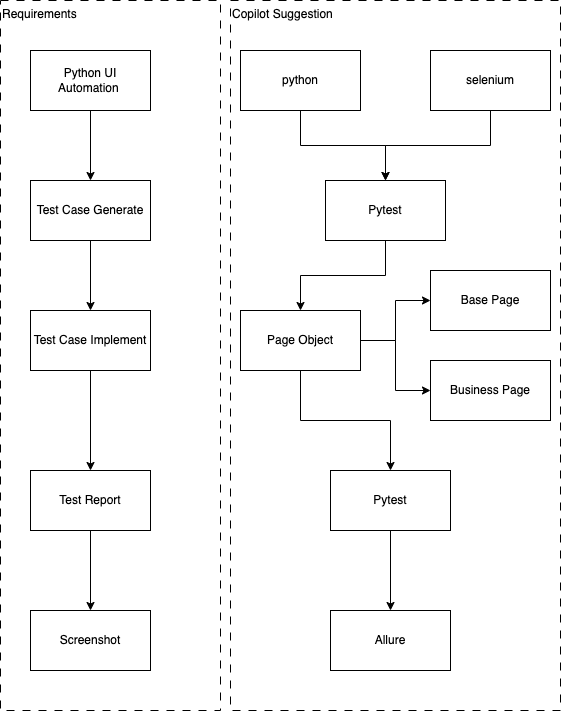 Requirements
Python UI
Automation
Test Case Generate
Test Case Implement
Test Report
Screenshot
Copilot Suggestion
python
selenium
Pytest
Base Page
Page Object
Business Page
Pytest
Allure